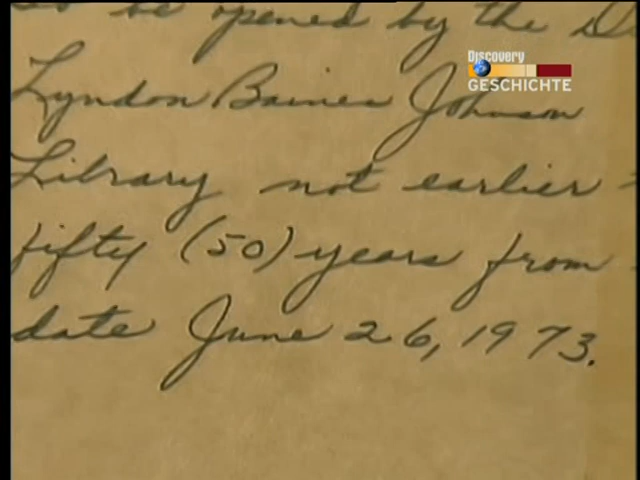 to be opened by the
Discovery
GESCHICHTE
Lyndon Baines Johnson
Library not earlier
fifty (50) years from
date June 26, 1973.